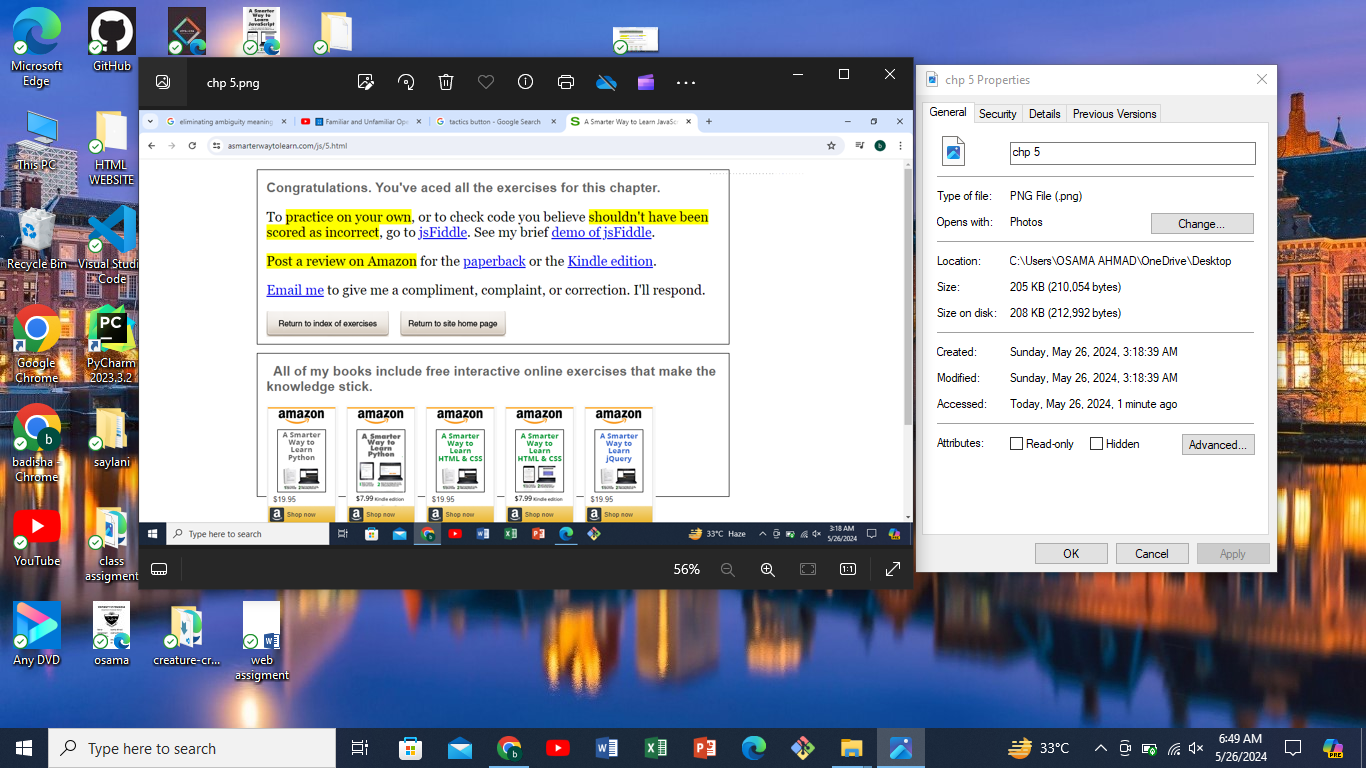 Microsoft
Edge
GitHub
A Smarter
Way to
Learn
JavaScript
This PC
HTML
WEBSITE
Recycle Bin
Visual Studi
Code
Google
Chrome
PC
PyCharm
2023.3.2
b
badisha -
Chrome
saylani
YouTube
class
assigment
Any DVD
osama
creature-cr...
web
assigment
chp 5.png
eliminating ambiguity meaning
Familiar and Unfamiliar Op
tactics button - Google Search
A Smarter Way to Learn JavaSc
asmarterwaytolearn.com/js/5.html
b
Congratulations. You've aced all the exercises for this chapter.
To practice on your own, or to check code you believe shouldn't have been
scored as incorrect, go to jsFiddle. See my brief demo of jsFiddle.
Post a review on Amazon for the paperback or the Kindle edition.
Email me to give me a compliment, complaint, or correction. I'll respond.
Return to index of exercises
Return to site home page
All of my books include free interactive online exercises that make the
knowledge stick.
amazon
A Smarter
Way to
Learn
Python
$19.95
Shop now
amazon
A Smarter
Way to
Learn
Python
$7.99 Kindle edition
Shop now
amazon
A Smarter
Way to
Learn
HTML & CSS
$19.95
Shop now
amazon
A Smarter
Way to
Learn
HTML & CSS
$7.99 Kindle edition
Shop now
amazon
A Smarter
Way to
Learn
jQuery
$19.95
Shop now
Type here to search
33°C Haze
3:18 AM
5/26/2024
56%
1:1
chp 5 Properties
General
Security
Details
Previous Versions
chp 5
Type of file: PNG File (.png)
Opens with: Photos
Change...
Location: C:\Users\OSAMA AHMAD\OneDrive\Desktop
Size: 205 KB (210,054 bytes)
Size on disk: 208 KB (212,992 bytes)
Created: Sunday, May 26, 2024, 3:18:39 AM
Modified: Sunday, May 26, 2024, 3:18:39 AM
Accessed: Today, May 26, 2024, 1 minute ago
Attributes: Read-only Hidden
Advanced...
OK
Cancel
Apply
Type here to search
b
33°C
6:49 AM
5/26/2024
PRE